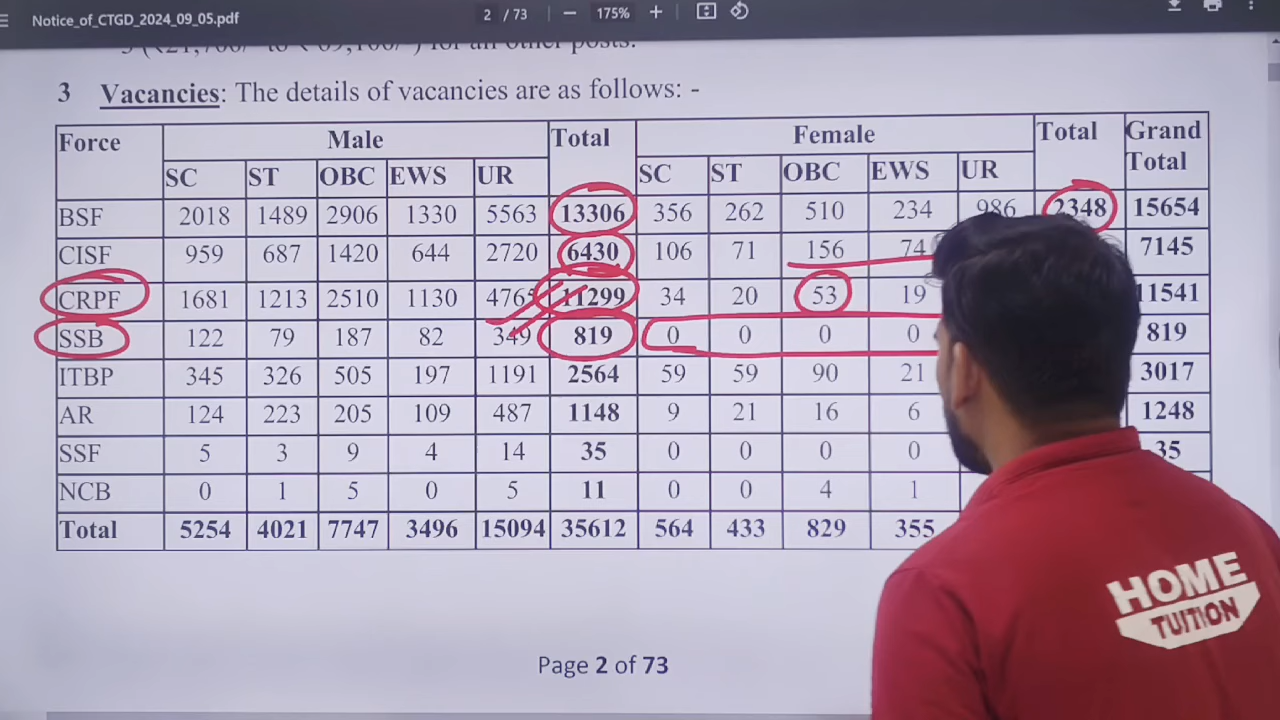 Notice_of_CTGD_2024_09_05.pdf 2 / 73 175%
for all other posts.
3 Vacancies: The details of vacancies are as follows: -
Force Male Total Female Total Grand Total
SC ST OBC EWS UR SC ST OBC EWS UR
BSF 2018 1489 2906 1330 5563 13306 356 262 510 234 986 2348 15654
CISF 959 687 1420 644 2720 6430 106 71 156 74 7145
CRPF 1681 1213 2510 1130 4765 11299 34 20 53 19 11541
SSB 122 79 187 82 349 819 0 0 0 0 819
ITBP 345 326 505 197 1191 2564 59 59 90 21 3017
AR 124 223 205 109 487 1148 9 21 16 6 1248
SSF 5 3 9 4 14 35 0 0 0 0 35
NCB 0 1 5 0 5 11 0 0 4 1
Total 5254 4021 7747 3496 15094 35612 564 433 829 355
Page 2 of 73
HOME
TUITION